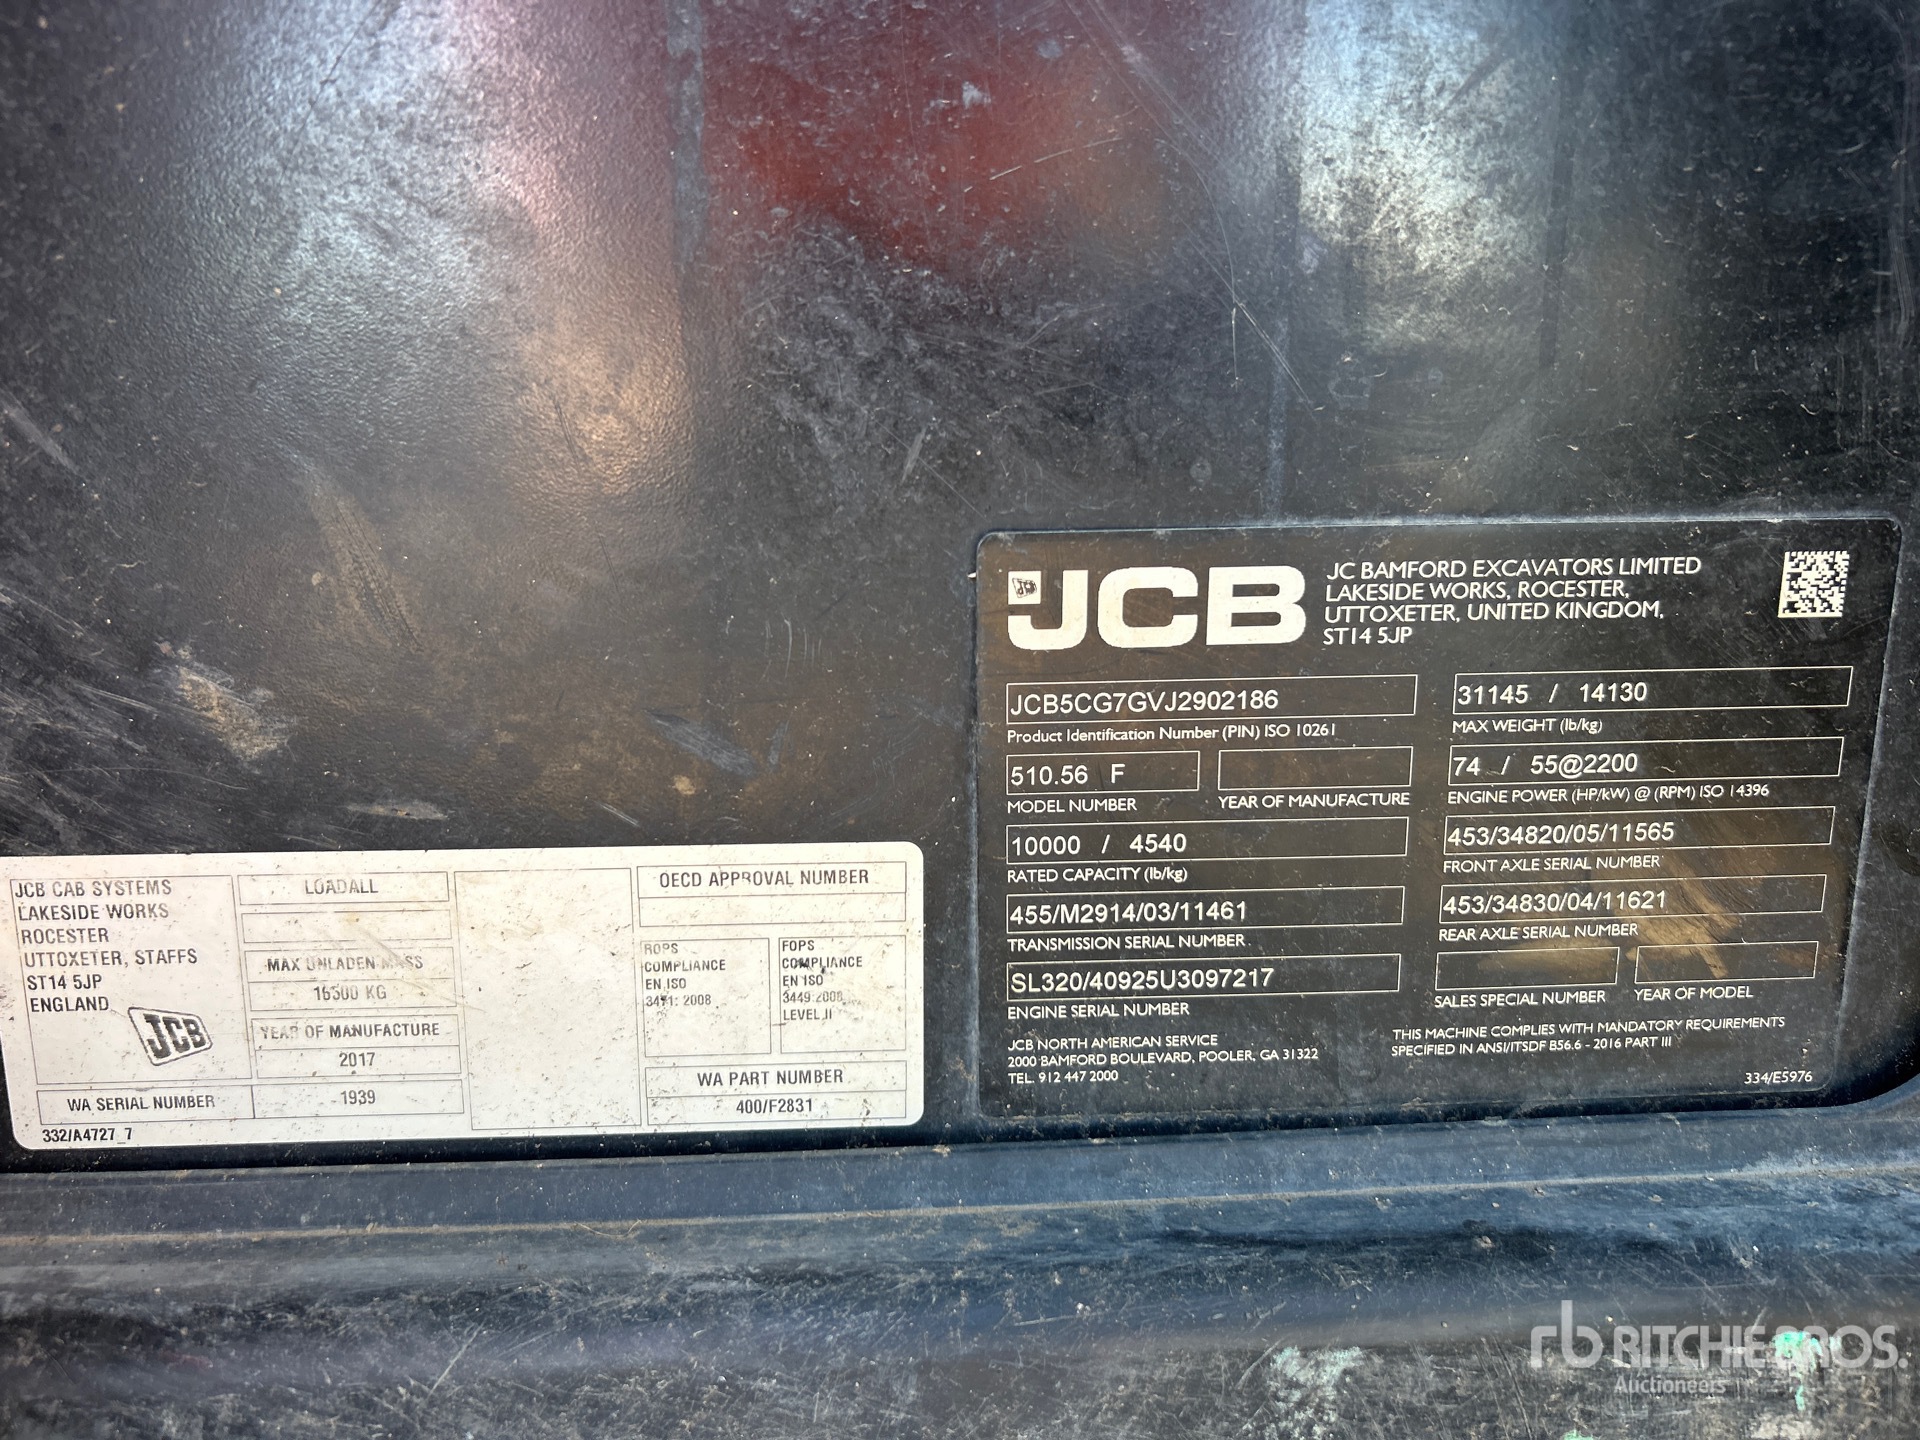 JCB CAB SYSTEMS
LAKESIDE WORKS
ROCESTER
UTTOXETER, STAFFS
ST14 5JP
ENGLAND
JCB
LOADALL
MAX UNLADEN MASS
16300 KG
YEAR OF MANUFACTURE
2017
WA SERIAL NUMBER
1939
332/A4727_7
OECD APPROVAL NUMBER
ROPS
COMPLIANCE
EN ISO
3471: 2008
FOPS
COMPLIANCE
EN ISO
3449:2008
LEVEL II
WA PART NUMBER
400/F2831
JCB
JCB
JC BAMFORD EXCAVATORS LIMITED
LAKESIDE WORKS, ROCESTER,
UTTOXETER, UNITED KINGDOM,
ST14 5JP
JCB5CG7GVJ2902186
Product Identification Number (PIN) ISO 10261
510.56 F
MODEL NUMBER
YEAR OF MANUFACTURE
10000 / 4540
RATED CAPACITY (lb/kg)
455/M2914/03/11461
TRANSMISSION SERIAL NUMBER
SL320/40925U3097217
ENGINE SERIAL NUMBER
JCB NORTH AMERICAN SERVICE
2000 BAMFORD BOULEVARD, POOLER, GA 31322
TEL. 912 447 2000
31145 / 14130
MAX WEIGHT (lb/kg)
74 / 55@2200
ENGINE POWER (HP/kW) @ (RPM) ISO 14396
453/34820/05/11565
FRONT AXLE SERIAL NUMBER
453/34830/04/11621
REAR AXLE SERIAL NUMBER
SALES SPECIAL NUMBER
YEAR OF MODEL
THIS MACHINE COMPLIES WITH MANDATORY REQUIREMENTS
SPECIFIED IN ANSI/ITSDF B56.6 - 2016 PART III
334/E5976
rb RITCHIE BROS.
Auctioneers